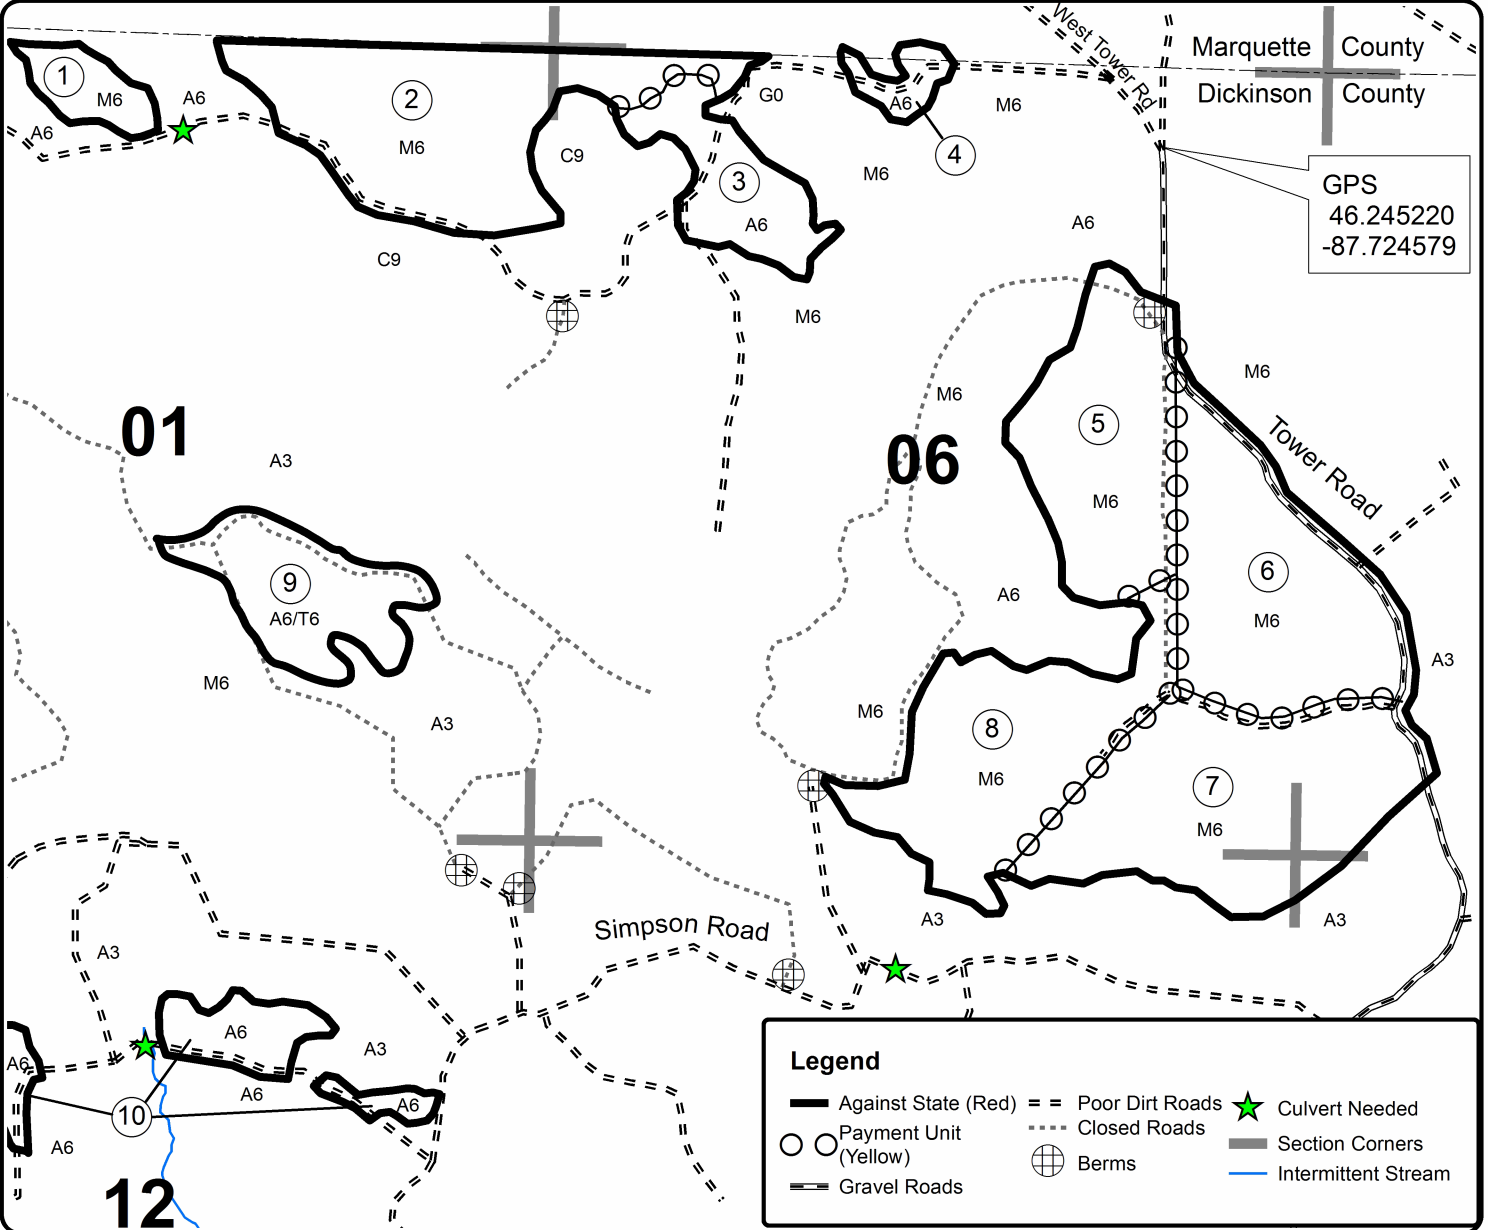 West Tower Rd
Marquette County
Dickinson County
1
M6
A6
A6
2
M6
C9
C9
G0
3
A6
A6
4
M6
M6
M6
A6
GPS
46.245220
-87.724579
01
A3
06
M6
5
M6
M6
Tower Road
6
M6
A6
A3
9
A6/T6
M6
A3
M6
8
M6
7
M6
A3
A3
Simpson Road
A3
A6
A3
A6
A6
A6
10
A6
12
Legend
Against State (Red)
Payment Unit
(Yellow)
Gravel Roads
Poor Dirt Roads
Closed Roads
Berms
Culvert Needed
Section Corners
Intermittent Stream